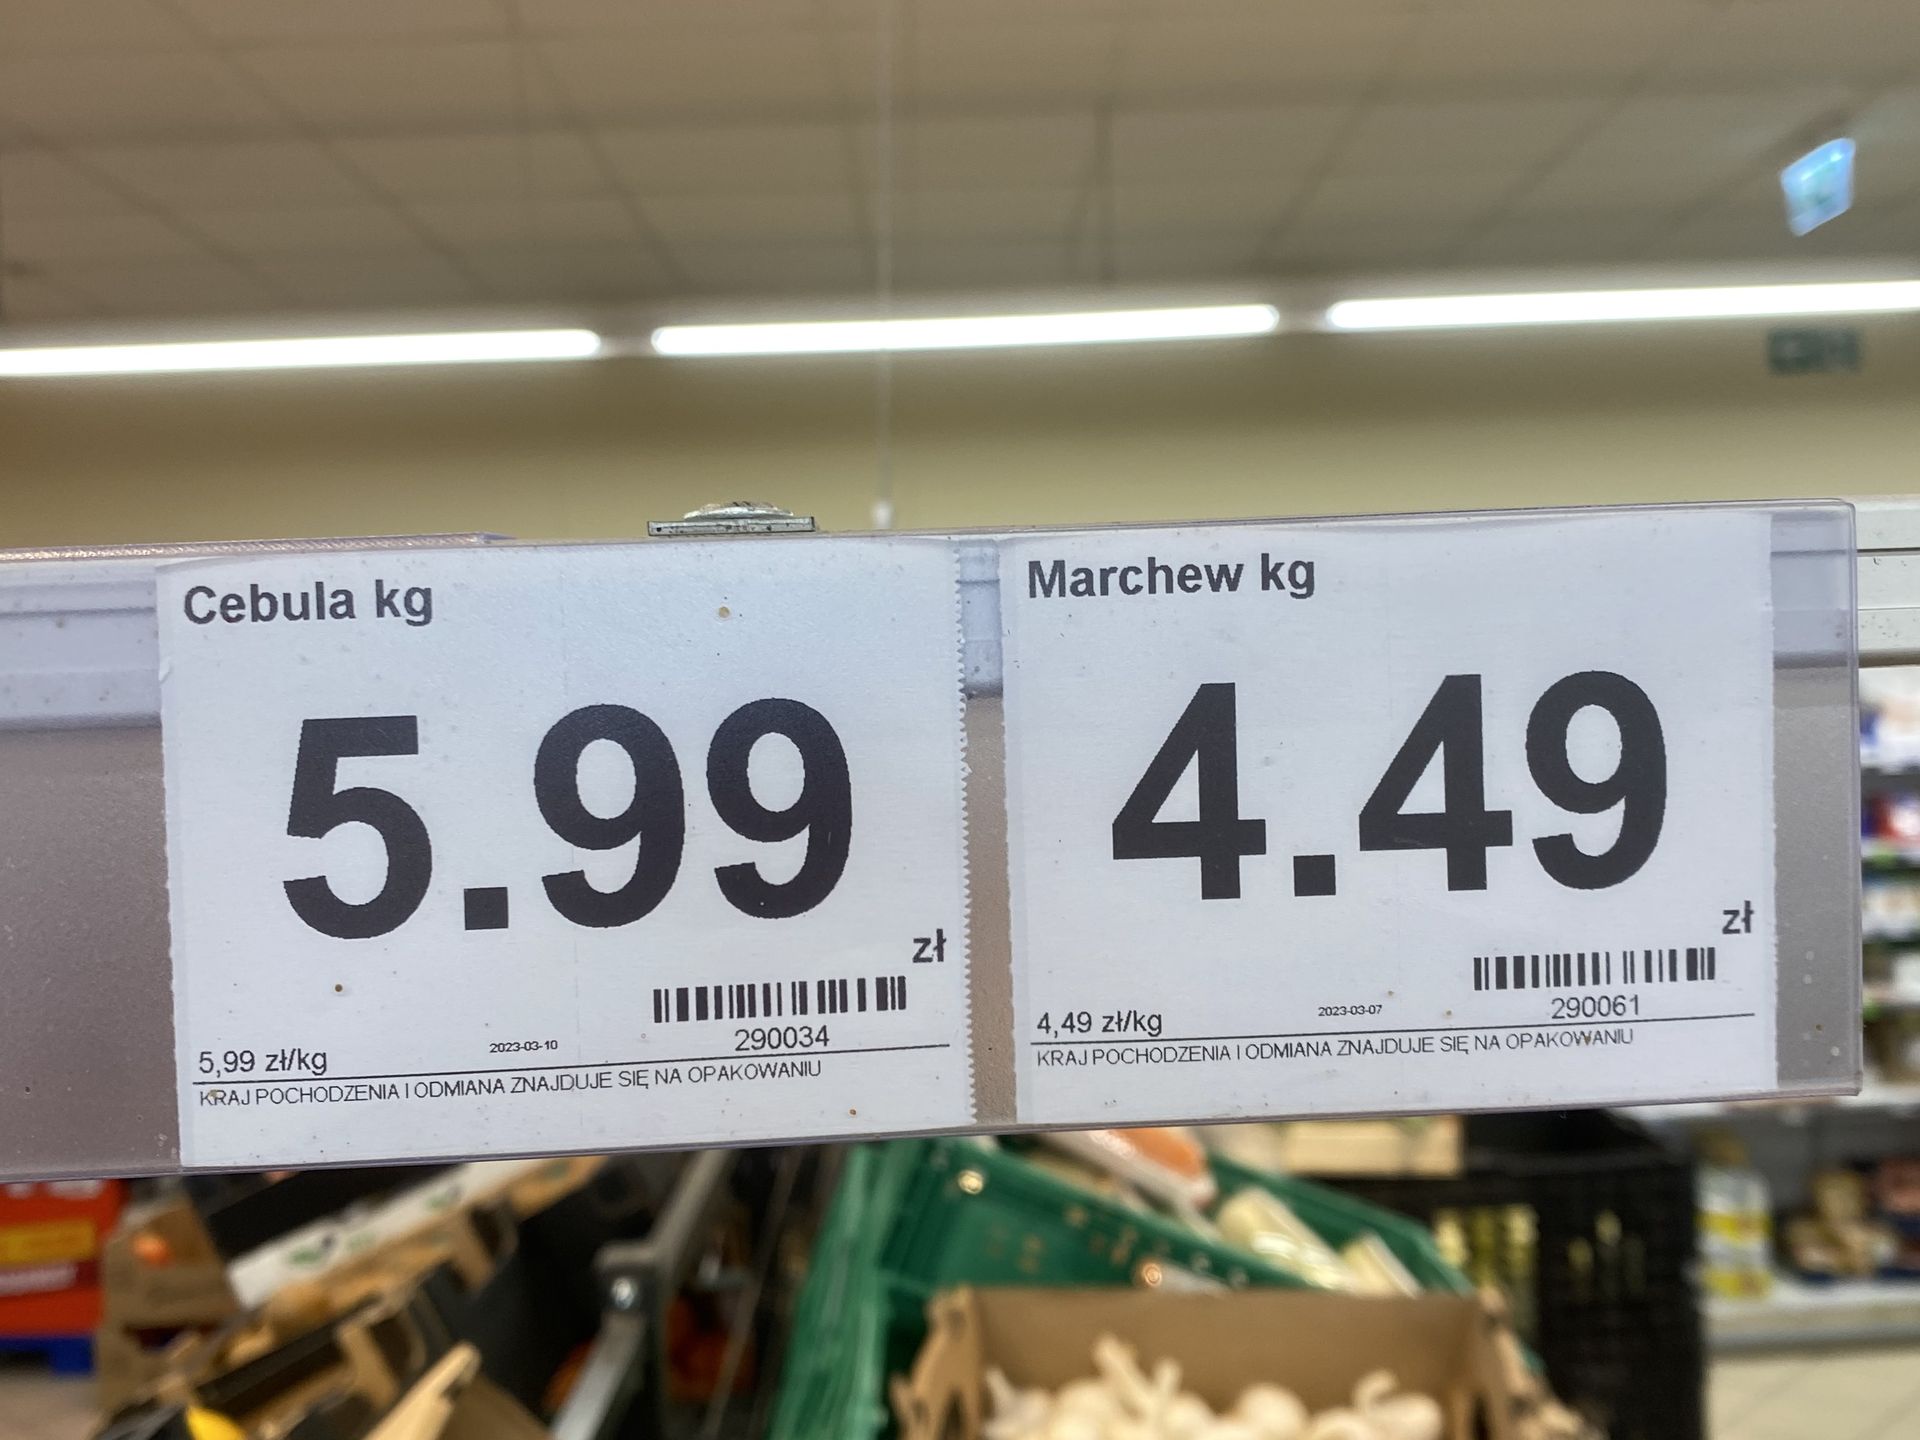 Cebula kg
5.99
zł
290034
5,99 zł/kg
2023-03-10
KRAJ POCHODZENIA I ODMIANA ZNAJDUJE SIĘ NA OPAKOWANIU
Marchew kg
4.49
zł
290061
4,49 zł/kg
2023-03-07
KRAJ POCHODZENIA I ODMIANA ZNAJDUJE SIĘ NA OPAKOWANIU